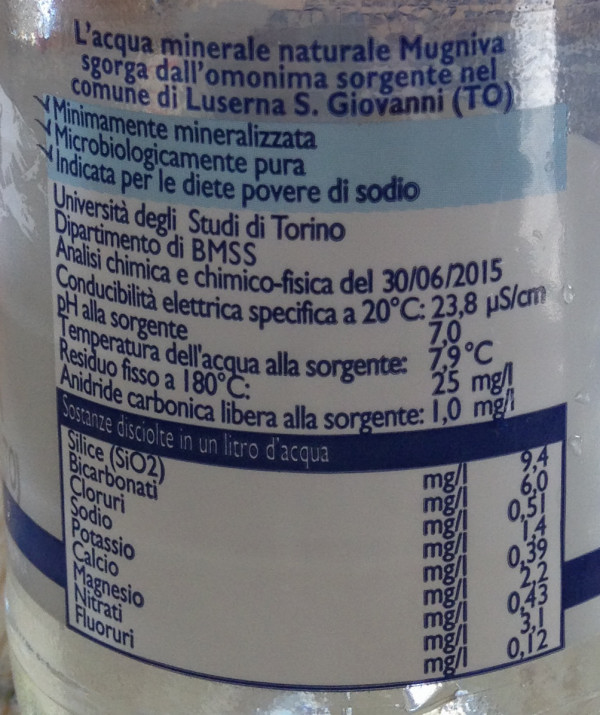 L'acqua minerale naturale Mugniva
sgorga dall'omonima sorgente nel
comune di Luserna S. Giovanni (TO)
Minimamente mineralizzata
Microbiologicamente pura
Indicata per le diete povere di sodio
Università degli Studi di Torino
Dipartimento di BMSS
Analisi chimica e chimico-fisica del 30/06/2015
Conducibilità elettrica specifica a 20°C: 23,8 µS/cm
pH alla sorgente 7,0
Temperatura dell'acqua alla sorgente: 7,9 °C
Residuo fisso a 180°C: 25 mg/l
Anidride carbonica libera alla sorgente: 1,0 mg/l
Sostanze disciolte in un litro d'acqua
Silice (SiO2) mg/l 9,4
Bicarbonati mg/l 6,0
Cloruri mg/l 0,51
Sodio mg/l 1,4
Potassio mg/l 0,39
Calcio mg/l 2,2
Magnesio mg/l 0,43
Nitrati mg/l 3,1
Fluoruri mg/l 0,12